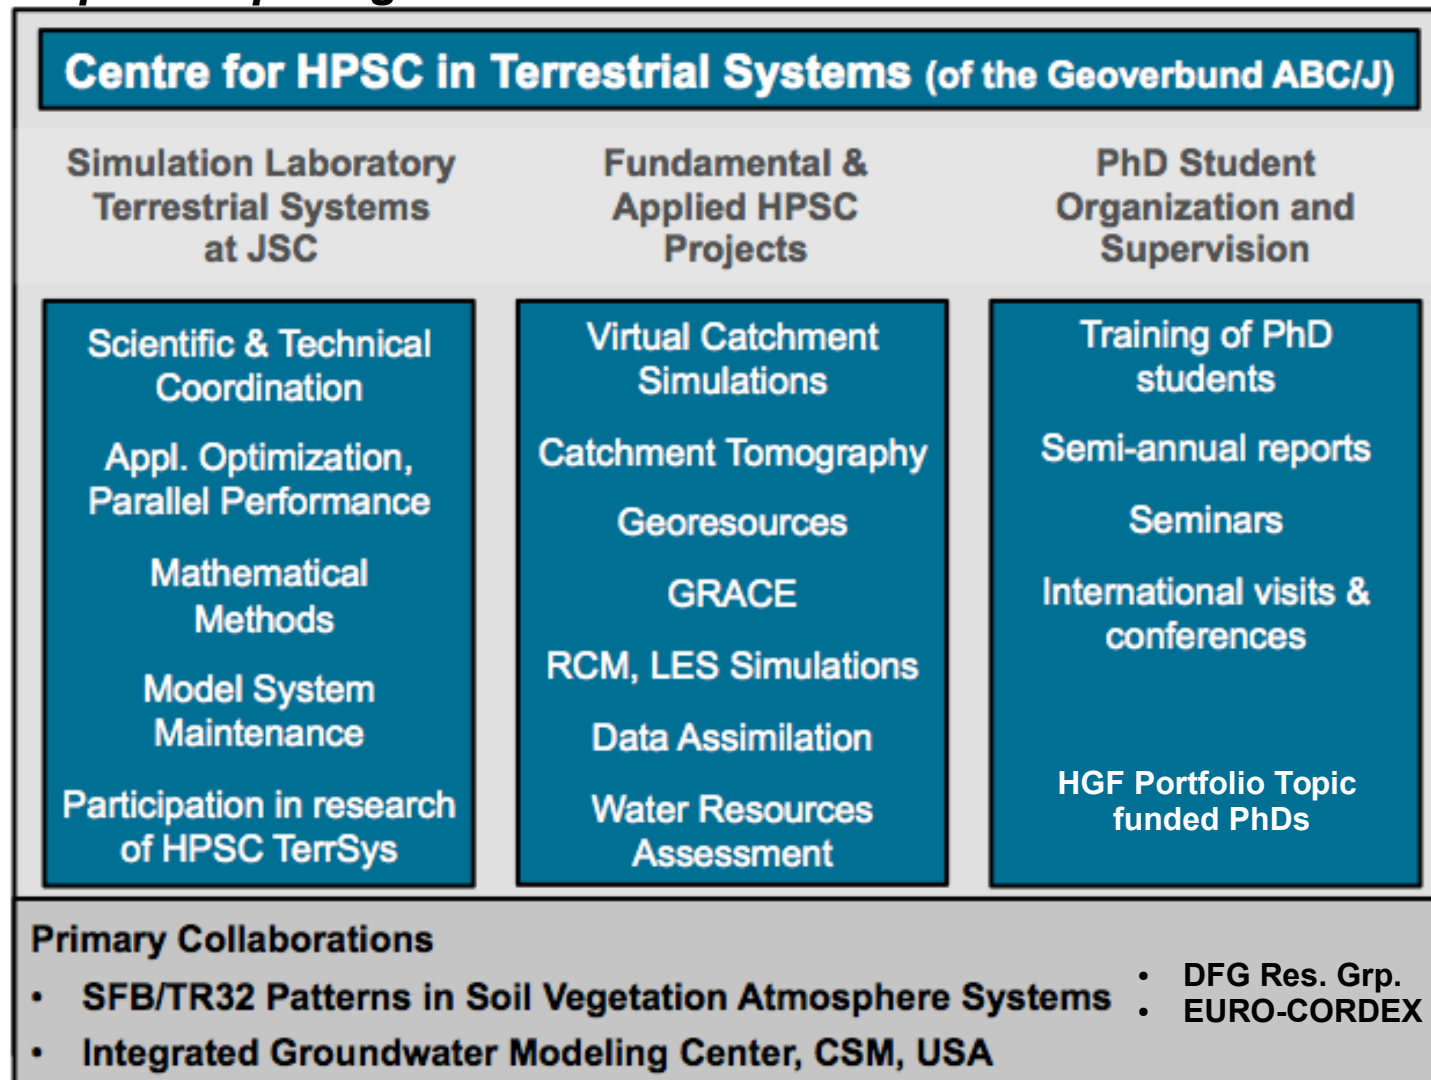 Centre for HPSC in Terrestrial Systems (of the Geoverbund ABC/J)
Simulation Laboratory
Terrestrial Systems
at JSC
Fundamental &
Applied HPSC
Projects
PhD Student
Organization and
Supervision
Scientific & Technical
Coordination
Appl. Optimization,
Parallel Performance
Mathematical
Methods
Model System
Maintenance
Participation in research
of HPSC TerrSys
Virtual Catchment
Simulations
Catchment Tomography
Georesources
GRACE
RCM, LES Simulations
Data Assimilation
Water Resources
Assessment
Training of PhD
students
Semi-annual reports
Seminars
International visits &
conferences
HGF Portfolio Topic
funded PhDs
Primary Collaborations
• SFB/TR32 Patterns in Soil Vegetation Atmosphere Systems
• Integrated Groundwater Modeling Center, CSM, USA
• DFG Res. Grp.
• EURO-CORDEX